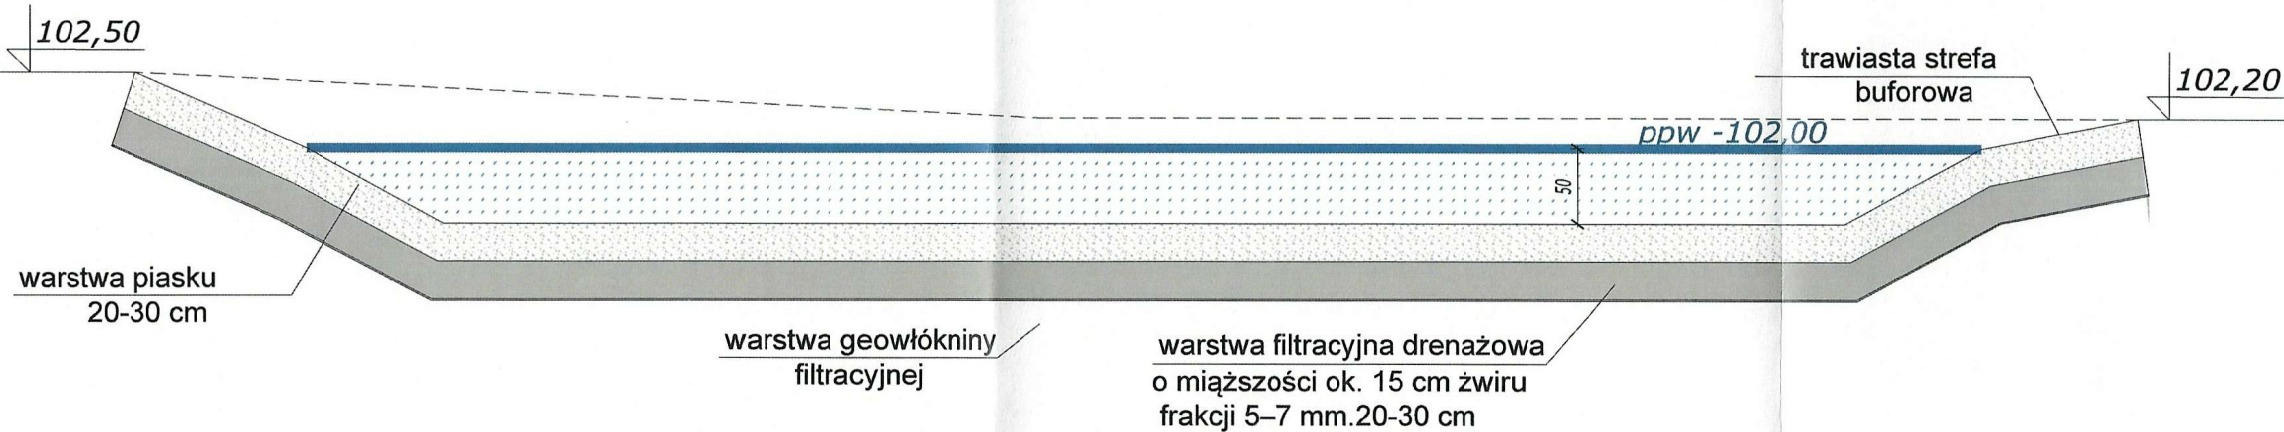 102,50
trawiasta strefa
buforowa
102,20
ppw -102,00
50
warstwa piasku
20-30 cm
warstwa geowłókniny
filtracyjnej
warstwa filtracyjna drenażowa
o miąższości ok. 15 cm żwiru
frakcji 5–7 mm.20-30 cm